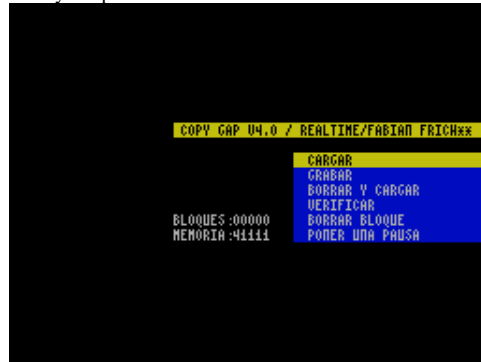 COPY GAP V4.0 / REALTIME/FABIAN FRICH**
CARGAR
GRABAR
BORRAR Y CARGAR
VERIFICAR
BLOQUES:00000 BORRAR BLOQUE
MEMORIA:41111 PONER UNA PAUSA